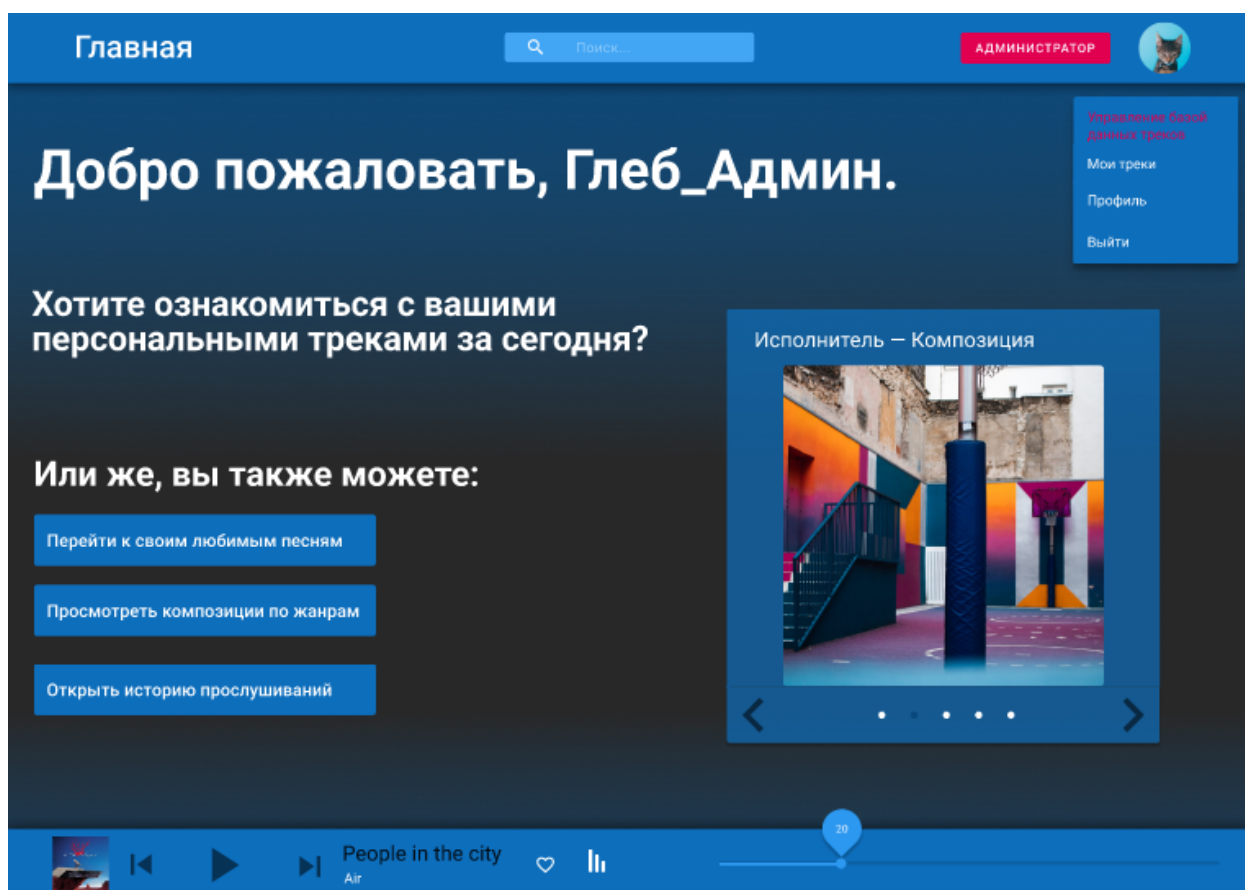 Главная
Поиск...
АДМИНИСТРАТОР
Управление базой
данных треков
Мои треки
Профиль
Выйти
Добро пожаловать, Глеб_Админ.
Хотите ознакомиться с вашими
персональными треками за сегодня?
Исполнитель — Композиция
Или же, вы также можете:
Перейти к своим любимым песням
Просмотреть композиции по жанрам
Открыть историю прослушиваний
People in the city
Air
20